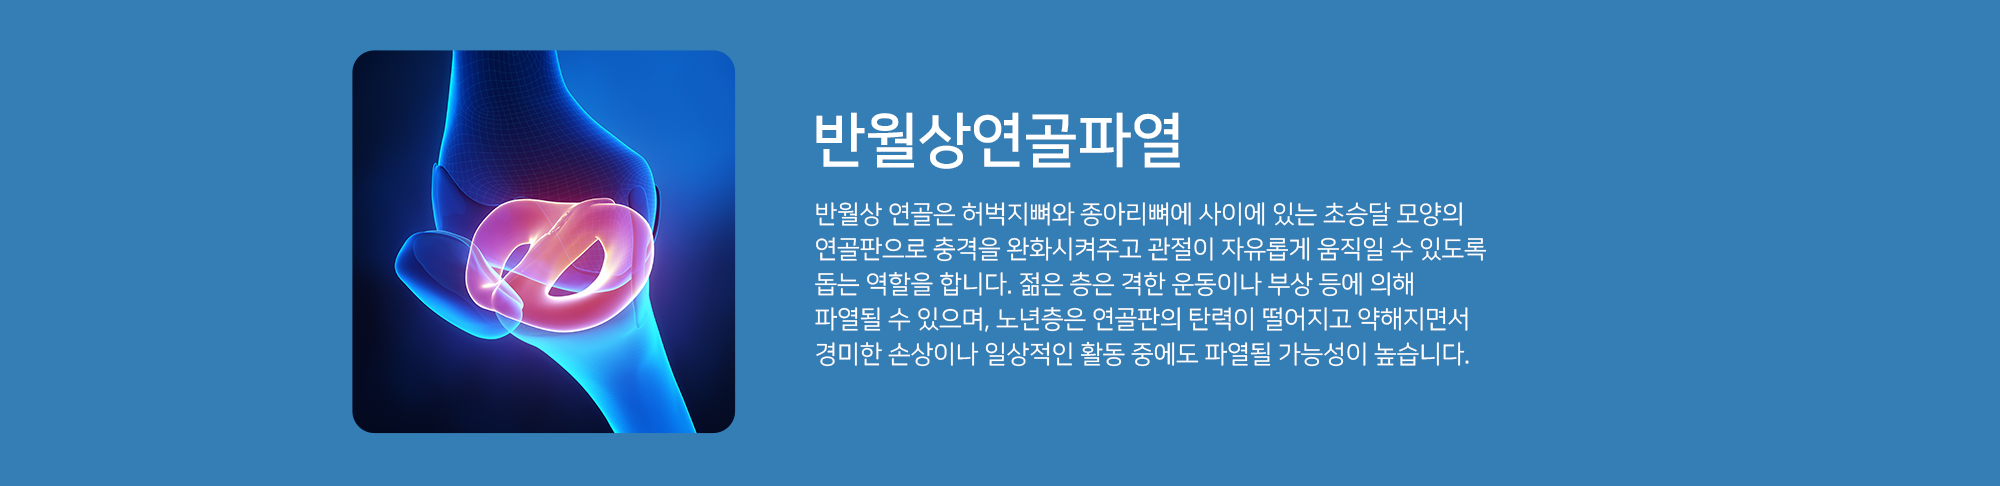 반월상연골파열
반월상 연골은 허벅지뼈와 종아리뼈에 사이에 있는 초승달 모양의
연골판으로 충격을 완화시켜주고 관절이 자유롭게 움직일 수 있도록
돕는 역할을 합니다. 젊은 층은 격한 운동이나 부상 등에 의해
파열될 수 있으며, 노년층은 연골판의 탄력이 떨어지고 약해지면서
경미한 손상이나 일상적인 활동 중에도 파열될 가능성이 높습니다.